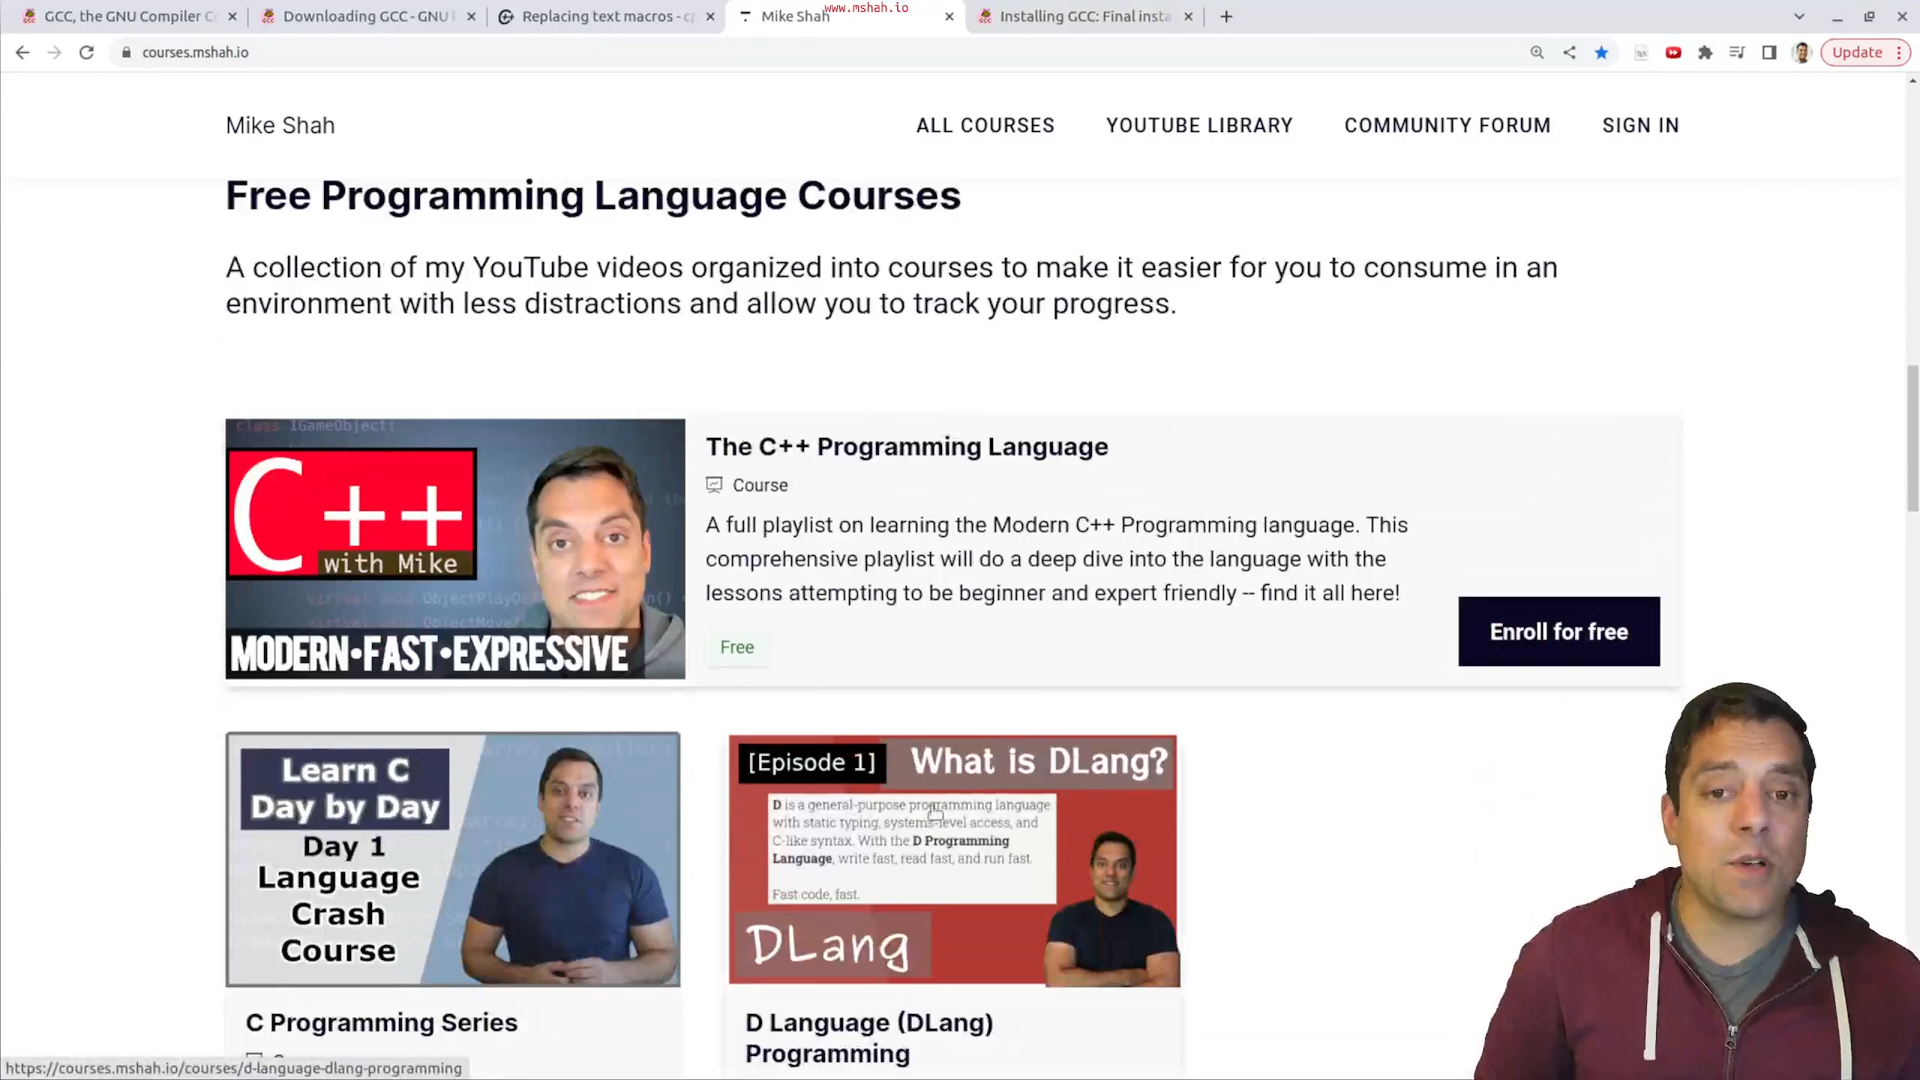 www.mshah.io
GCC, the GNU Compiler C
Downloading GCC - GNU
Replacing text macros - cp
Mike Shah
Installing GCC: Final insta
courses.mshah.io
Update
Mike Shah
ALL COURSES
YOUTUBE LIBRARY
COMMUNITY FORUM
SIGN IN
Free Programming Language Courses
A collection of my YouTube videos organized into courses to make it easier for you to consume in an
environment with less distractions and allow you to track your progress.
class IGameObject{
C++
with Mike
MODERN•FAST•EXPRESSIVE
The C++ Programming Language
Course
A full playlist on learning the Modern C++ Programming language. This
comprehensive playlist will do a deep dive into the language with the
lessons attempting to be beginner and expert friendly -- find it all here!
Free
Enroll for free
Learn C
Day by Day
Day 1
Language
Crash
Course
C Programming Series
[Episode 1]
What is DLang?
D is a general-purpose programming language
with static typing, systems-level access, and
C-like syntax. With the D Programming
Language, write fast, read fast, and run fast.
Fast code, fast.
DLang
D Language (DLang)
Programming
https://courses.mshah.io/courses/d-language-dlang-programming